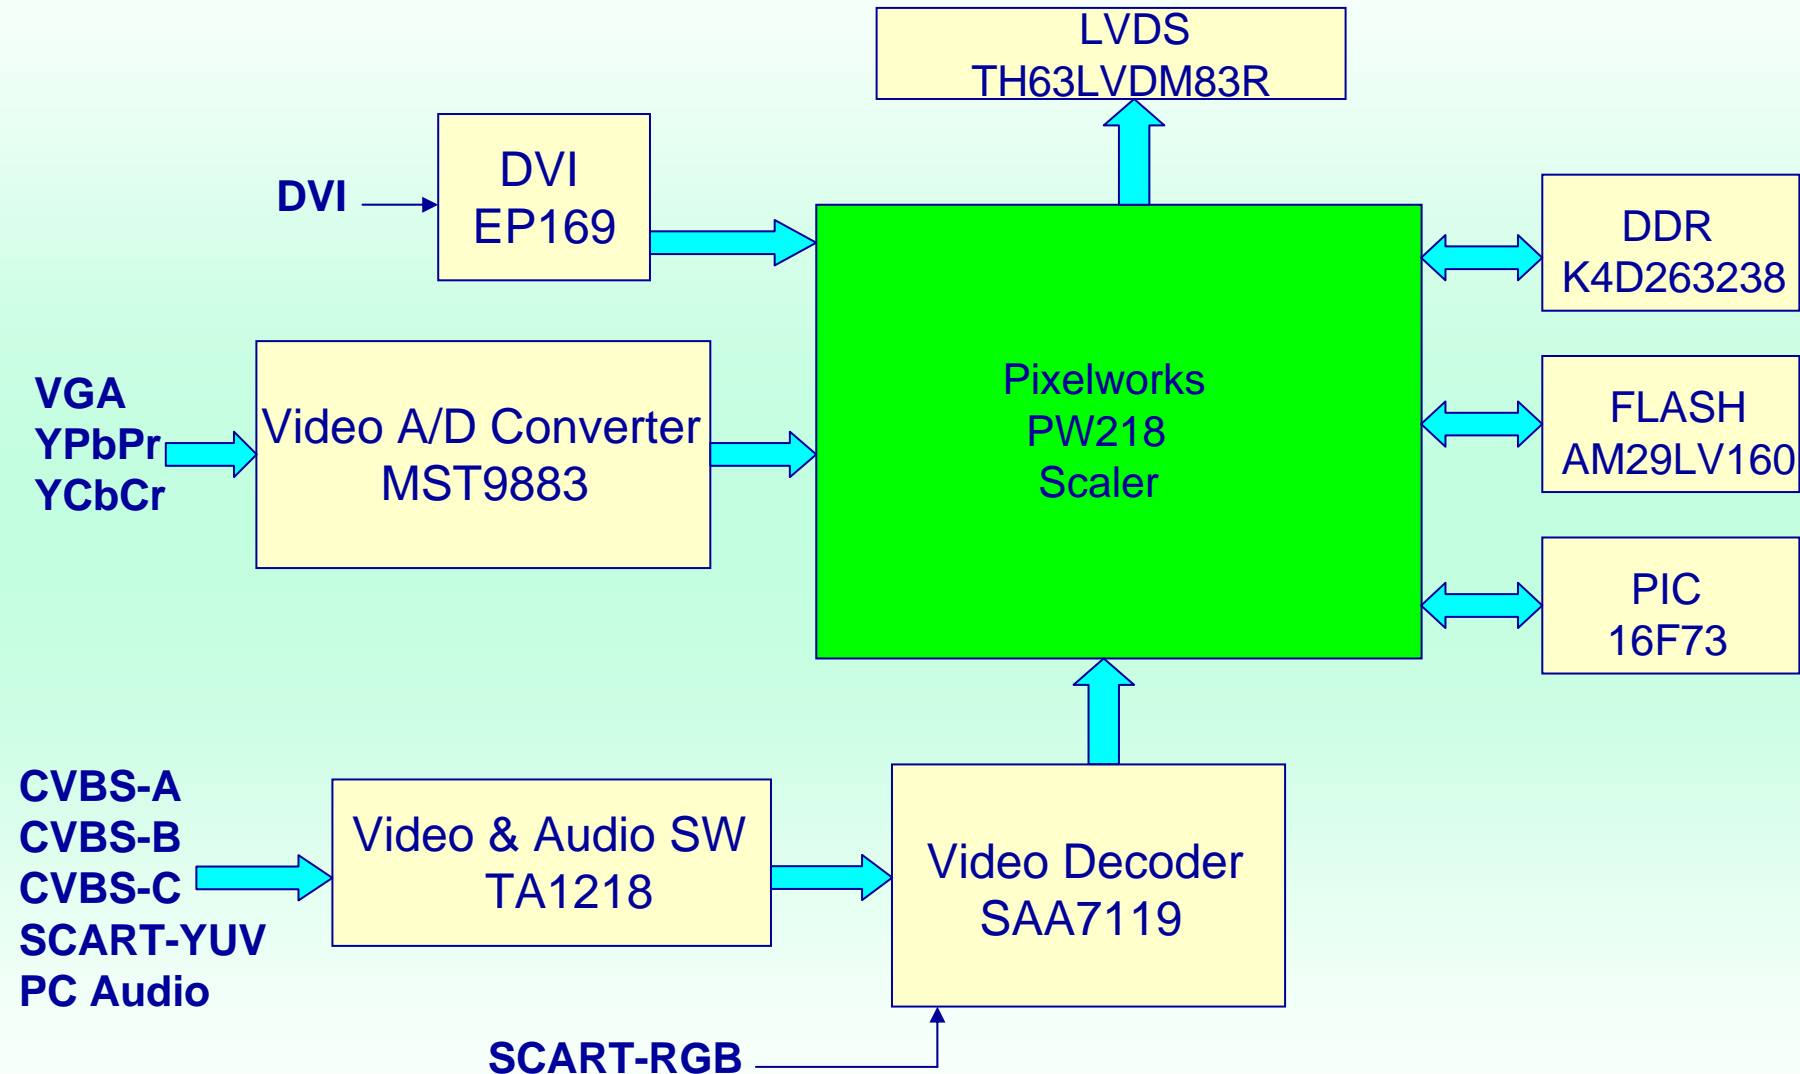 LVDS
TH63LVDM83R
DVI
DVI
EP169
DDR
K4D263238
VGA
YPbPr
YCbCr
Video A/D Converter
MST9883
Pixelworks
PW218
Scaler
FLASH
AM29LV160
PIC
16F73
CVBS-A
CVBS-B
CVBS-C
SCART-YUV
PC Audio
Video & Audio SW
TA1218
Video Decoder
SAA7119
SCART-RGB